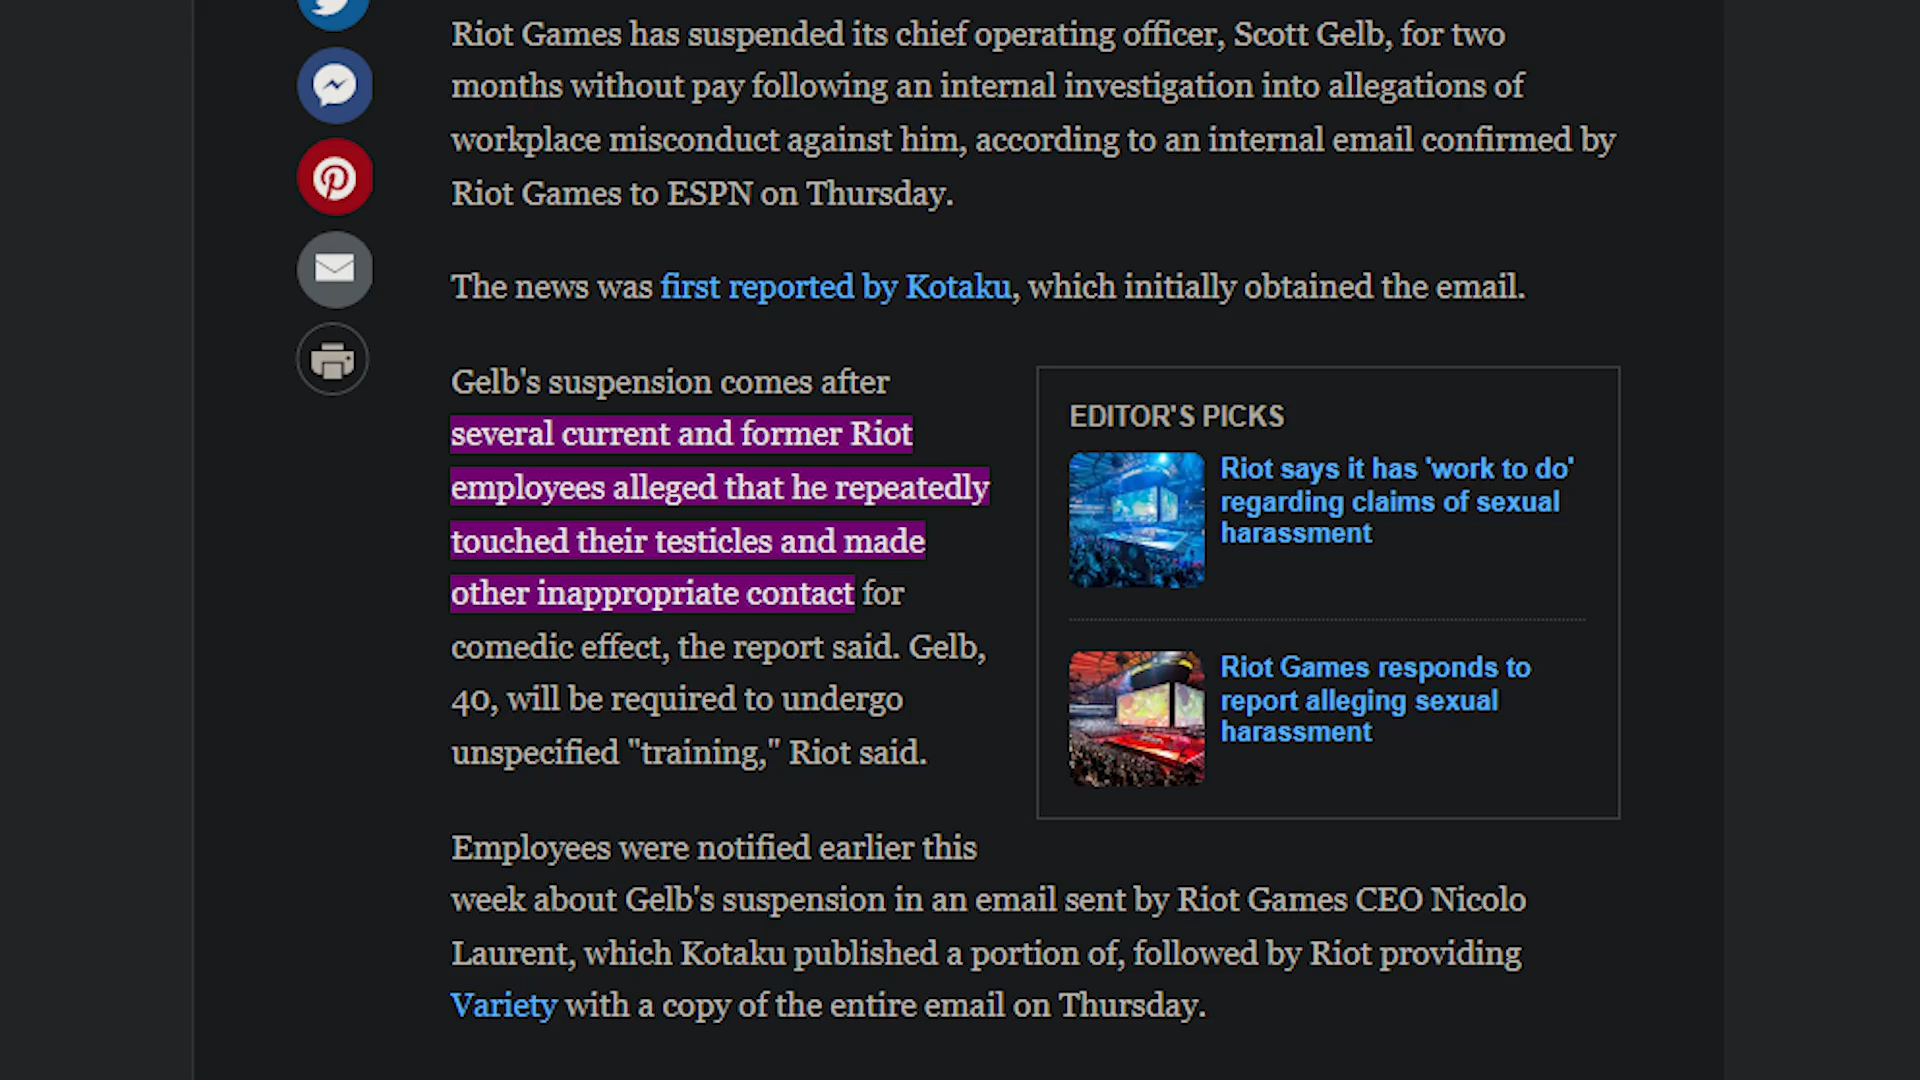 Riot Games has suspended its chief operating officer, Scott Gelb, for two
months without pay following an internal investigation into allegations of
workplace misconduct against him, according to an internal email confirmed by
Riot Games to ESPN on Thursday.
The news was first reported by Kotaku, which initially obtained the email.
Gelb's suspension comes after
several current and former Riot
employees alleged that he repeatedly
touched their testicles and made
other inappropriate contact for
comedic effect, the report said. Gelb,
40, will be required to undergo
unspecified "training," Riot said.
EDITOR'S PICKS
Riot says it has 'work to do'
regarding claims of sexual
harassment
Riot Games responds to
report alleging sexual
harassment
Employees were notified earlier this
week about Gelb's suspension in an email sent by Riot Games CEO Nicolo
Laurent, which Kotaku published a portion of, followed by Riot providing
Variety with a copy of the entire email on Thursday.